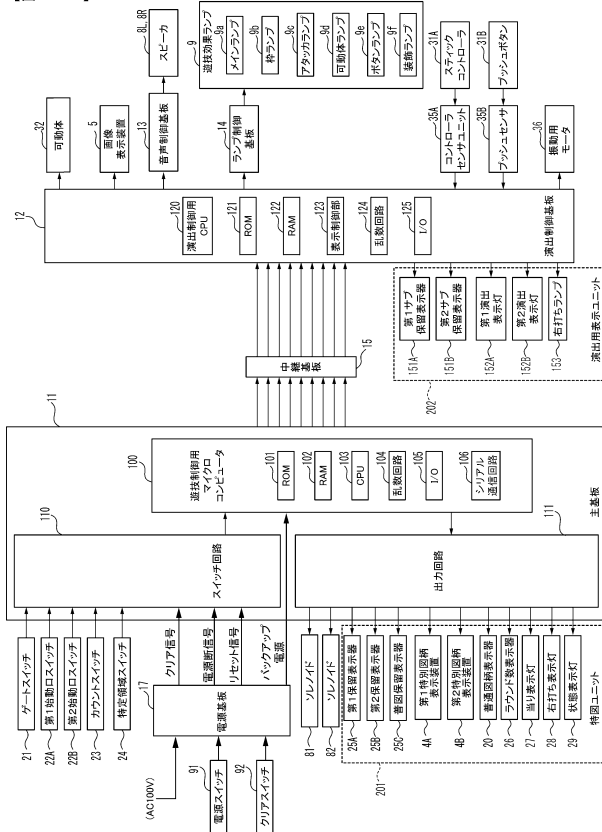 11
主基板
110
スイッチ回路
100
遊技制御用
マイクロ
コンピュータ
101
ROM
102
RAM
103
CPU
104
乱数回路
105
I/O
106
シリアル
通信回路
111
出力回路
21
ゲートスイッチ
22A
第1始動口スイッチ
22B
第2始動口スイッチ
23
カウントスイッチ
24
特定領域スイッチ
クリア信号
電源断信号
リセット信号
バックアップ
電源
17
電源基板
(AC100V)
91
電源スイッチ
92
クリアスイッチ
81
ソレノイド
82
ソレノイド
25A
第1保留表示器
25B
第2保留表示器
25C
普図保留表示器
4A
第1特別図柄
表示装置
4B
第2特別図柄
表示装置
20
普通図柄表示器
26
ラウンド数表示器
27
当り表示灯
28
右打ち表示灯
29
状態表示灯
201
特図ユニット
中継基板
15
12
演出制御基板
120
演出制御用
CPU
121
ROM
122
RAM
123
表示制御部
124
乱数回路
125
I/O
32
可動体
5
画像
表示装置
13
音声制御基板
8L、8R
スピーカ
14
ランプ制御
基板
9
遊技効果ランプ
9a
メインランプ
9b
枠ランプ
9c
アタッカランプ
9d
可動体ランプ
9e
ボタンランプ
9f
装飾ランプ
31A
スティック
コントローラ
35A
コントローラ
センサユニット
31B
プッシュボタン
35B
プッシュセンサ
36
振動用
モータ
151A
第1サブ
保留表示器
151B
第2サブ
保留表示器
152A
第1演出
表示灯
152B
第2演出
表示灯
153
右打ちランプ
202
演出用表示ユニット